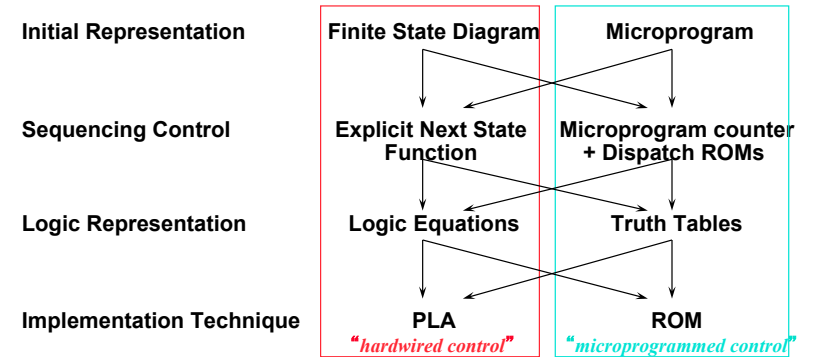 Initial Representation Finite State Diagram Microprogram
Sequencing Control Explicit Next State Microprogram counter
Function + Dispatch ROMs
Logic Representation Logic Equations Truth Tables
Implementation Technique PLA ROM
“hardwired control” “microprogrammed control”